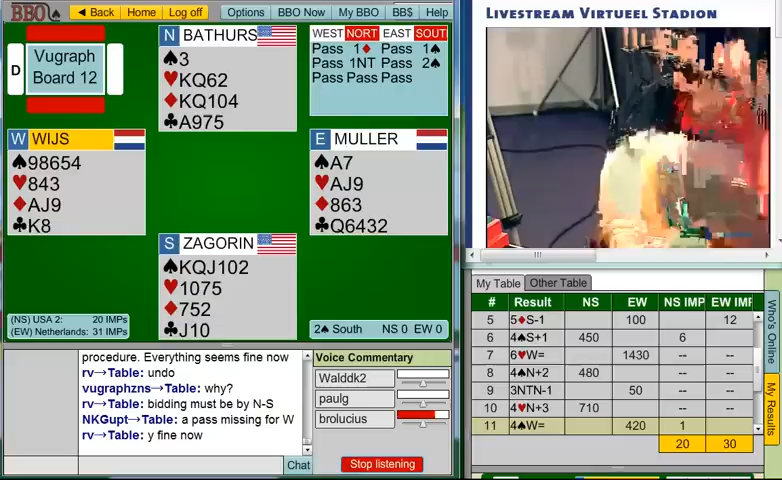 BBO
Back
Home
Log off
Options
BBO Now
My BBO
BB$
Help
LIVESTREAM VIRTUEEL STADION
Vugraph
Board 12
D
N BATHURS
♠3
♥KQ62
♦KQ104
♣A975
WEST NORT EAST SOUT
Pass 1♦ Pass 1♠
Pass 1NT Pass 2♠
Pass Pass Pass
W WIJS
♠98654
♥843
♦AJ9
♣K8
E MULLER
♠A7
♥AJ9
♦863
♣Q6432
S ZAGORIN
♠KQJ102
♥1075
♦752
♣J10
(NS) USA 2: 20 IMPs
(EW) Netherlands: 31 IMPs
2♠ South NS 0 EW 0
procedure. Everything seems fine now
rv→Table: undo
vugraphzns→Table: why?
rv→Table: bidding must be by N-S
NKGupt→Table: a pass missing for W
rv→Table: y fine now
Chat
Voice Commentary
Walddk2
paulg
brolucius
Stop listening
My Table Other Table
# Result NS EW NS IMP EW IMF
5 5♦S-1 100 12
6 4♠S+1 450 6
7 6♥W= 1430 --
8 4♠N+2 480 --
9 3NTN-1 50 --
10 4♥N+3 710 --
11 4♠W= 420 1
20 30
Who's Online
My Results